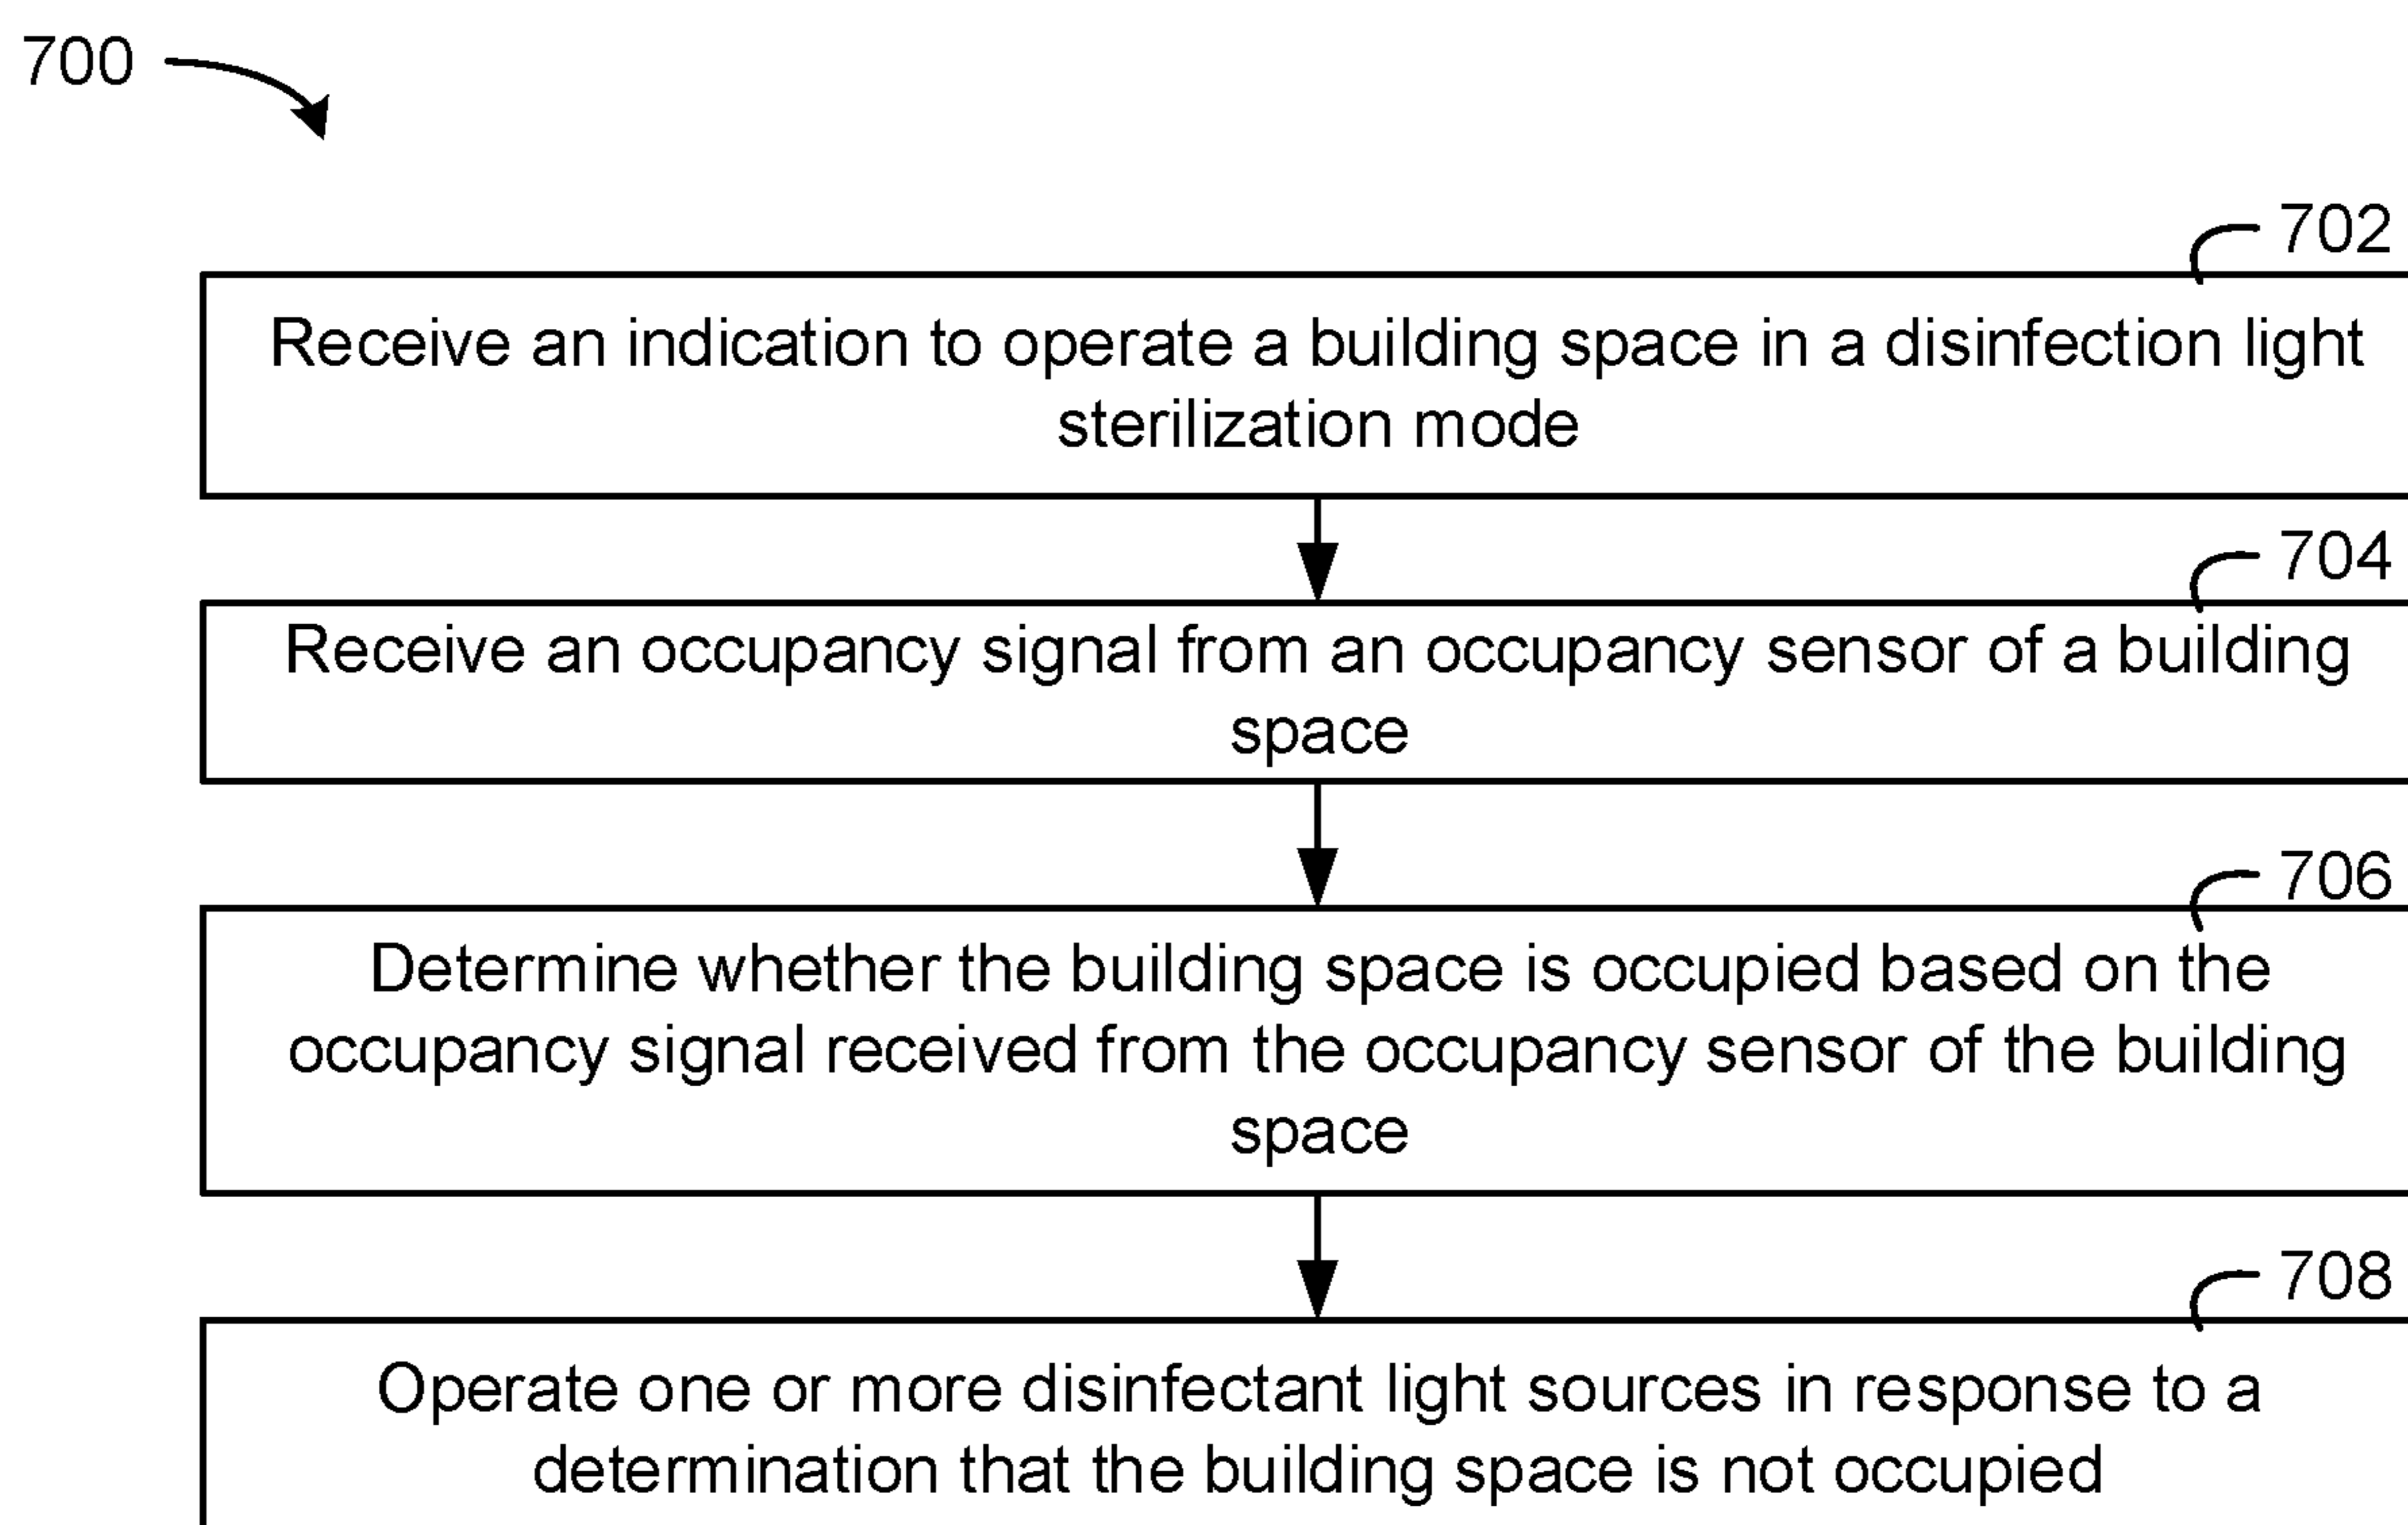 700
702
Receive an indication to operate a building space in a disinfection light
sterilization mode
704
Receive an occupancy signal from an occupancy sensor of a building
space
706
Determine whether the building space is occupied based on the
occupancy signal received from the occupancy sensor of the building
space
708
Operate one or more disinfectant light sources in response to a
determination that the building space is not occupied